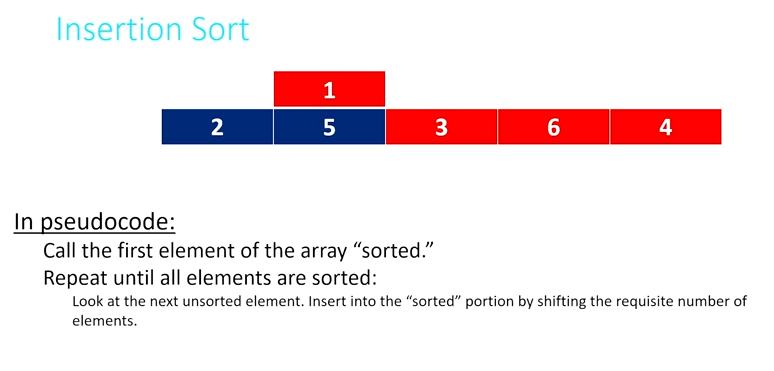 Insertion Sort
1
2 5 3 6 4
In pseudocode:
Call the first element of the array “sorted.”
Repeat until all elements are sorted:
Look at the next unsorted element. Insert into the “sorted” portion by shifting the requisite number of
elements.